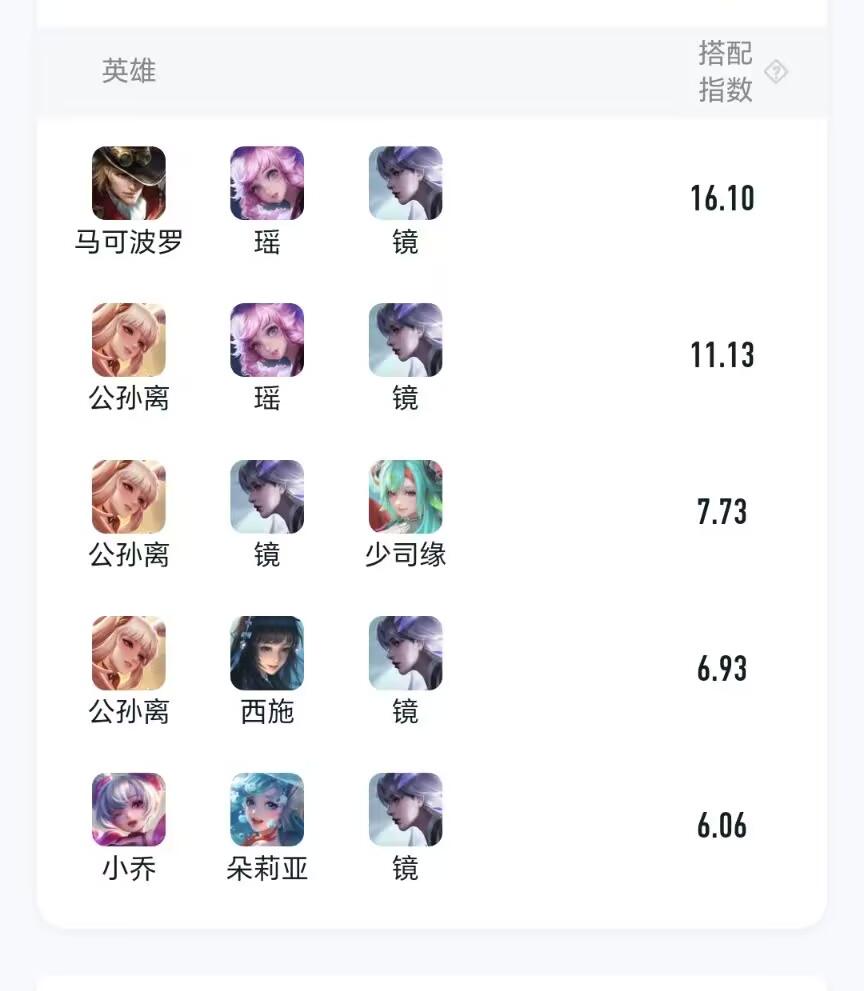 英雄
搭配
指数
马可波罗 瑶 镜 16.10
公孙离 瑶 镜 11.13
公孙离 镜 少司缘 7.73
公孙离 西施 镜 6.93
小乔 朵莉亚 镜 6.06